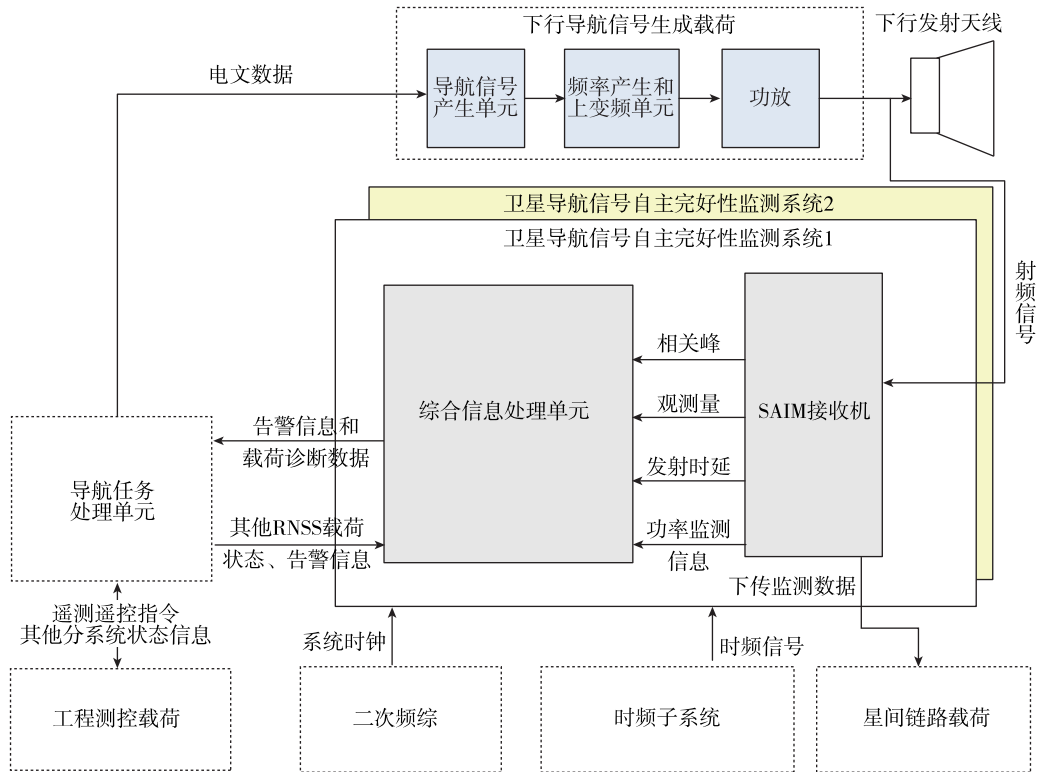 下行导航信号生成载荷
下行发射天线
电文数据
导航信号
产生单元
频率产生和
上变频单元
功放
卫星导航信号自主完好性监测系统2
卫星导航信号自主完好性监测系统1
射频信号
相关峰
综合信息处理单元
观测量
SAIM接收机
告警信息和
载荷诊断数据
发射时延
导航任务
处理单元
其他RNSS载荷
状态、告警信息
功率监测
信息
下传监测数据
遥测遥控指令
其他分系统状态信息
系统时钟
时频信号
工程测控载荷
二次频综
时频子系统
星间链路载荷